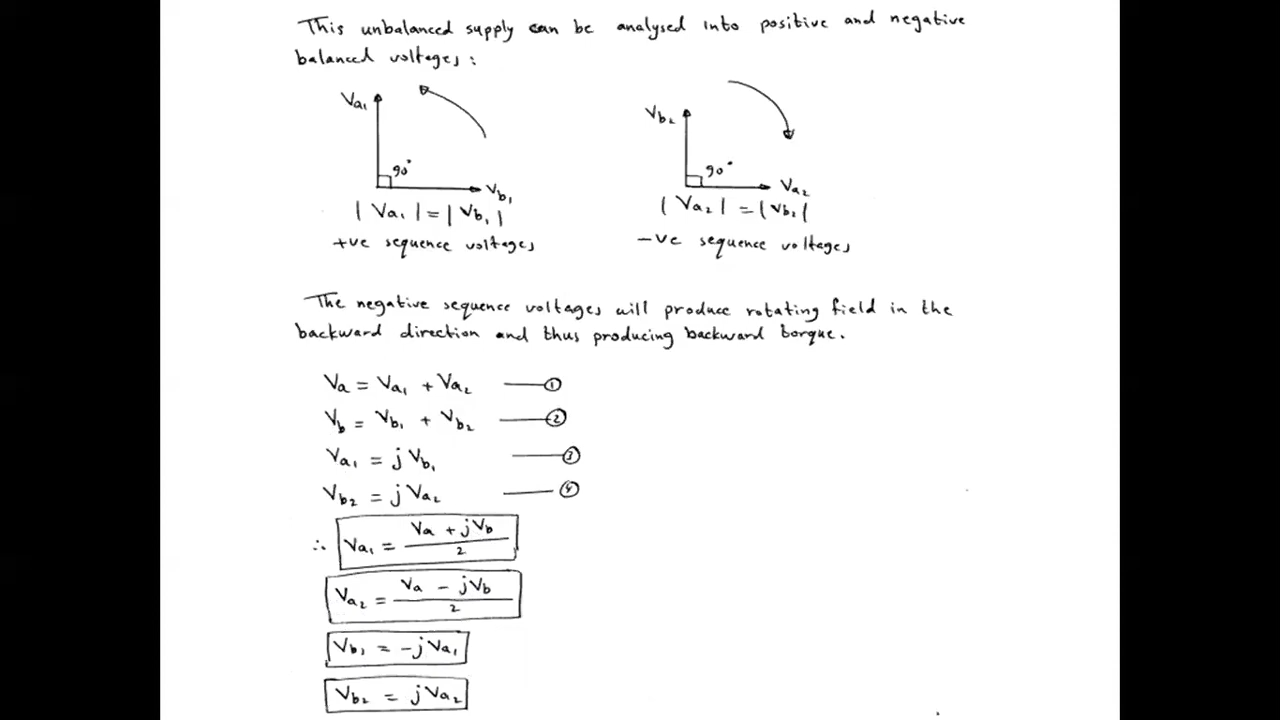 This unbalanced supply can be analysed into positive and negative
balanced voltages:
Va₁ Vb₂
90° 90°
Vb₁ Va₂
|Va₁| = |Vb₁| |Va₂| = |Vb₂|
+ve sequence voltages -ve sequence voltages
The negative sequence voltages will produce rotating field in the
backward direction and thus producing backward torque.
Va = Va₁ + Va₂ —— ①
Vb = Vb₁ + Vb₂ —— ②
Va₁ = j Vb₁ —— ③
Vb₂ = j Va₂ —— ④
∴ Va₁ = (Va + jVb) / 2
Va₂ = (Va - jVb) / 2
Vb₁ = -j Va₁
Vb₂ = j Va₂